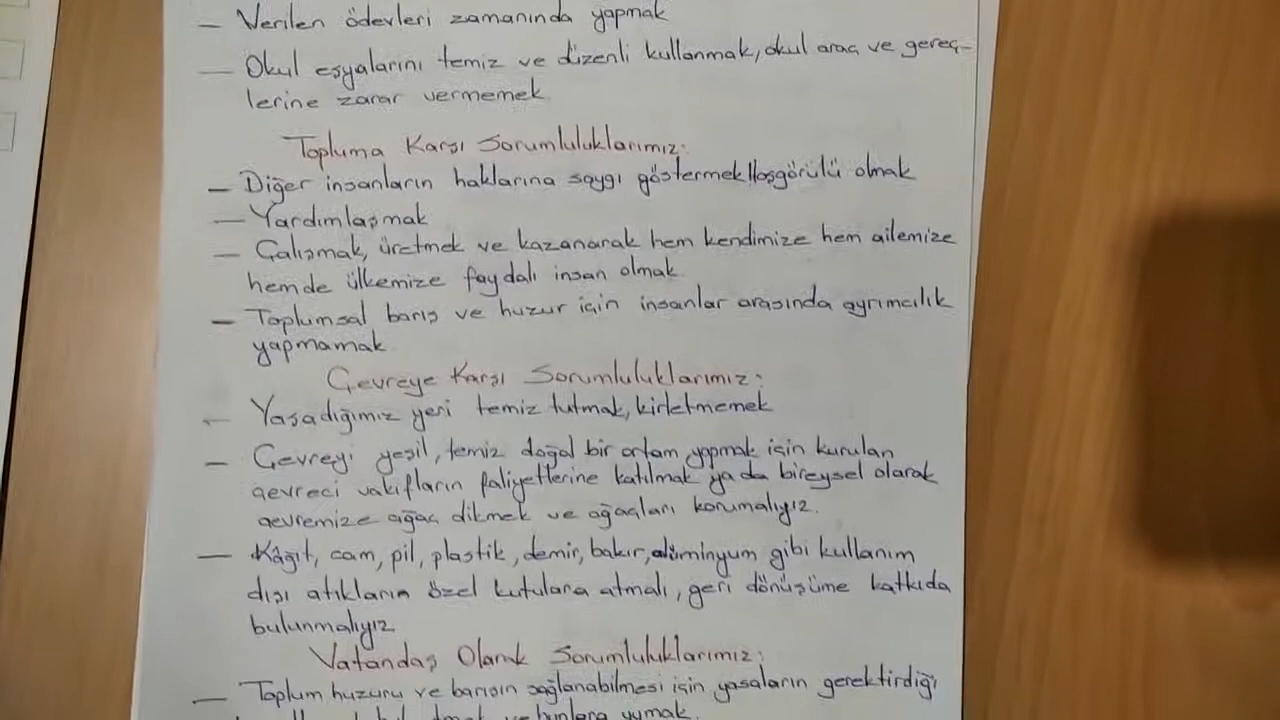 — Verilen ödevleri zamanında yapmak
— Okul eşyalarını temiz ve düzenli kullanmak, okul araç ve gereç-
lerine zarar vermemek
Topluma Karşı Sorumluluklarımız:
— Diğer insanların haklarına saygı göstermek Hoşgörülü olmak
— Yardımlaşmak
— Çalışmak, üretmek ve kazanarak hem kendimize hem ailemize
hemde ülkemize faydalı insan olmak
— Toplumsal barış ve huzur için insanlar arasında ayrımcılık
yapmamak
Çevreye Karşı Sorumluluklarımız:
— Yaşadığımız yeri temiz tutmak, kirletmemek
— Çevreyi yeşil, temiz doğal bir ortam yapmak için kurulan
çevreci vakıfların faliyetlerine katılmak ya da bireysel olarak
çevremize ağaç dikmek ve ağaçları korumalıyız.
— Kâğıt, cam, pil, plastik, demir, bakır, alüminyum gibi kullanım
dışı atıkların özel kutulara atmalı, geri dönüşüme katkıda
bulunmalıyız
Vatandaş Olarak Sorumluluklarımız:
— Toplum huzuru ve barışın sağlanabilmesi için yasaların gerektirdiği
ve bunlara uymak.